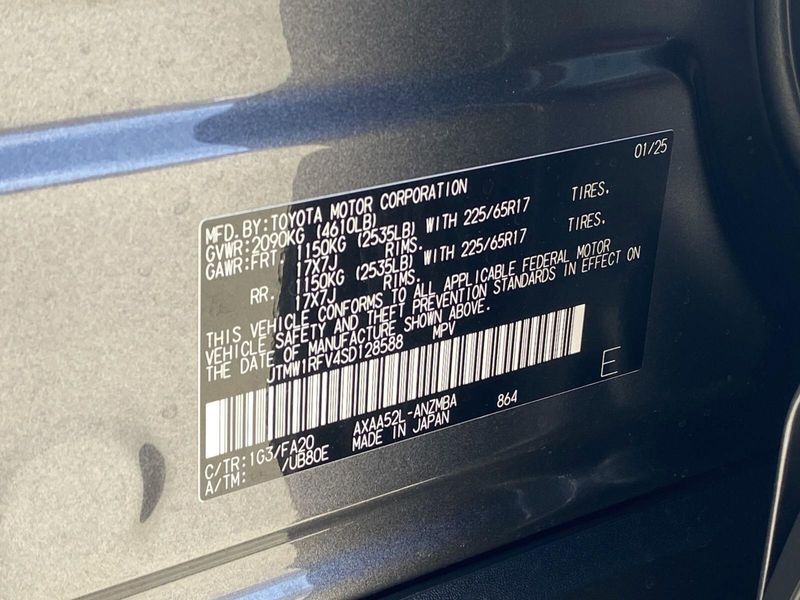 01/25
MFD. BY: TOYOTA MOTOR CORPORATION
GVWR: 2090KG (4610LB)
GAWR: FRT. 1150KG (2535LB) WITH 225/65R17 TIRES.
17X7J RIMS.
RR. 1150KG (2535LB) WITH 225/65R17 TIRES.
17X7J RIMS.
THIS VEHICLE CONFORMS TO ALL APPLICABLE FEDERAL MOTOR
VEHICLE SAFETY AND THEFT PREVENTION STANDARDS IN EFFECT ON
THE DATE OF MANUFACTURE SHOWN ABOVE.
JTMW1RFV4SD128588 MPV
E
C/TR: 1G3/FA20 AXAA52L-ANZMBA 864
A/TM: /UB80E MADE IN JAPAN